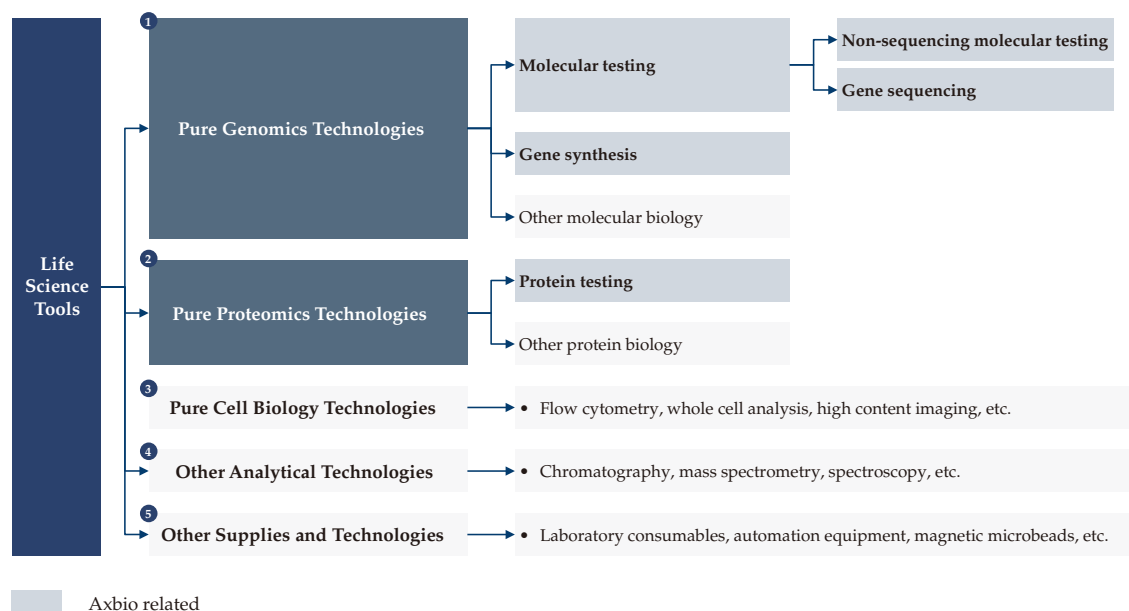 Life
Science
Tools
1
Pure Genomics Technologies
Molecular testing
Non-sequencing molecular testing
Gene sequencing
Gene synthesis
Other molecular biology
2
Pure Proteomics Technologies
Protein testing
Other protein biology
3
Pure Cell Biology Technologies
• Flow cytometry, whole cell analysis, high content imaging, etc.
4
Other Analytical Technologies
• Chromatography, mass spectrometry, spectroscopy, etc.
5
Other Supplies and Technologies
• Laboratory consumables, automation equipment, magnetic microbeads, etc.
Axbio related